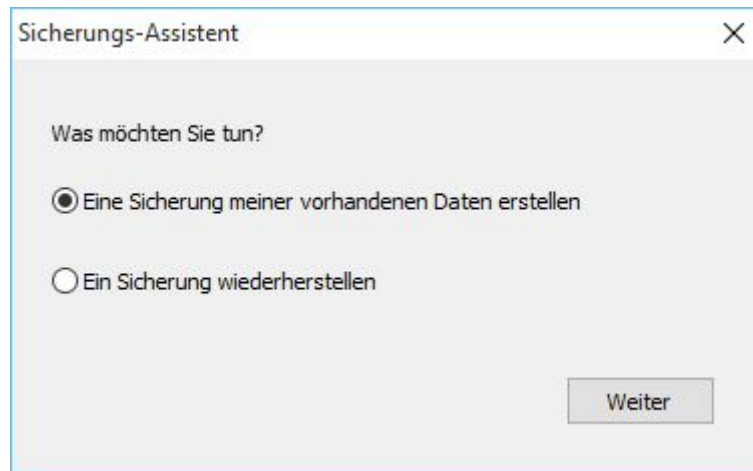 Sicherungs-Assistent
Was möchten Sie tun?
Eine Sicherung meiner vorhandenen Daten erstellen
Ein Sicherung wiederherstellen
Weiter